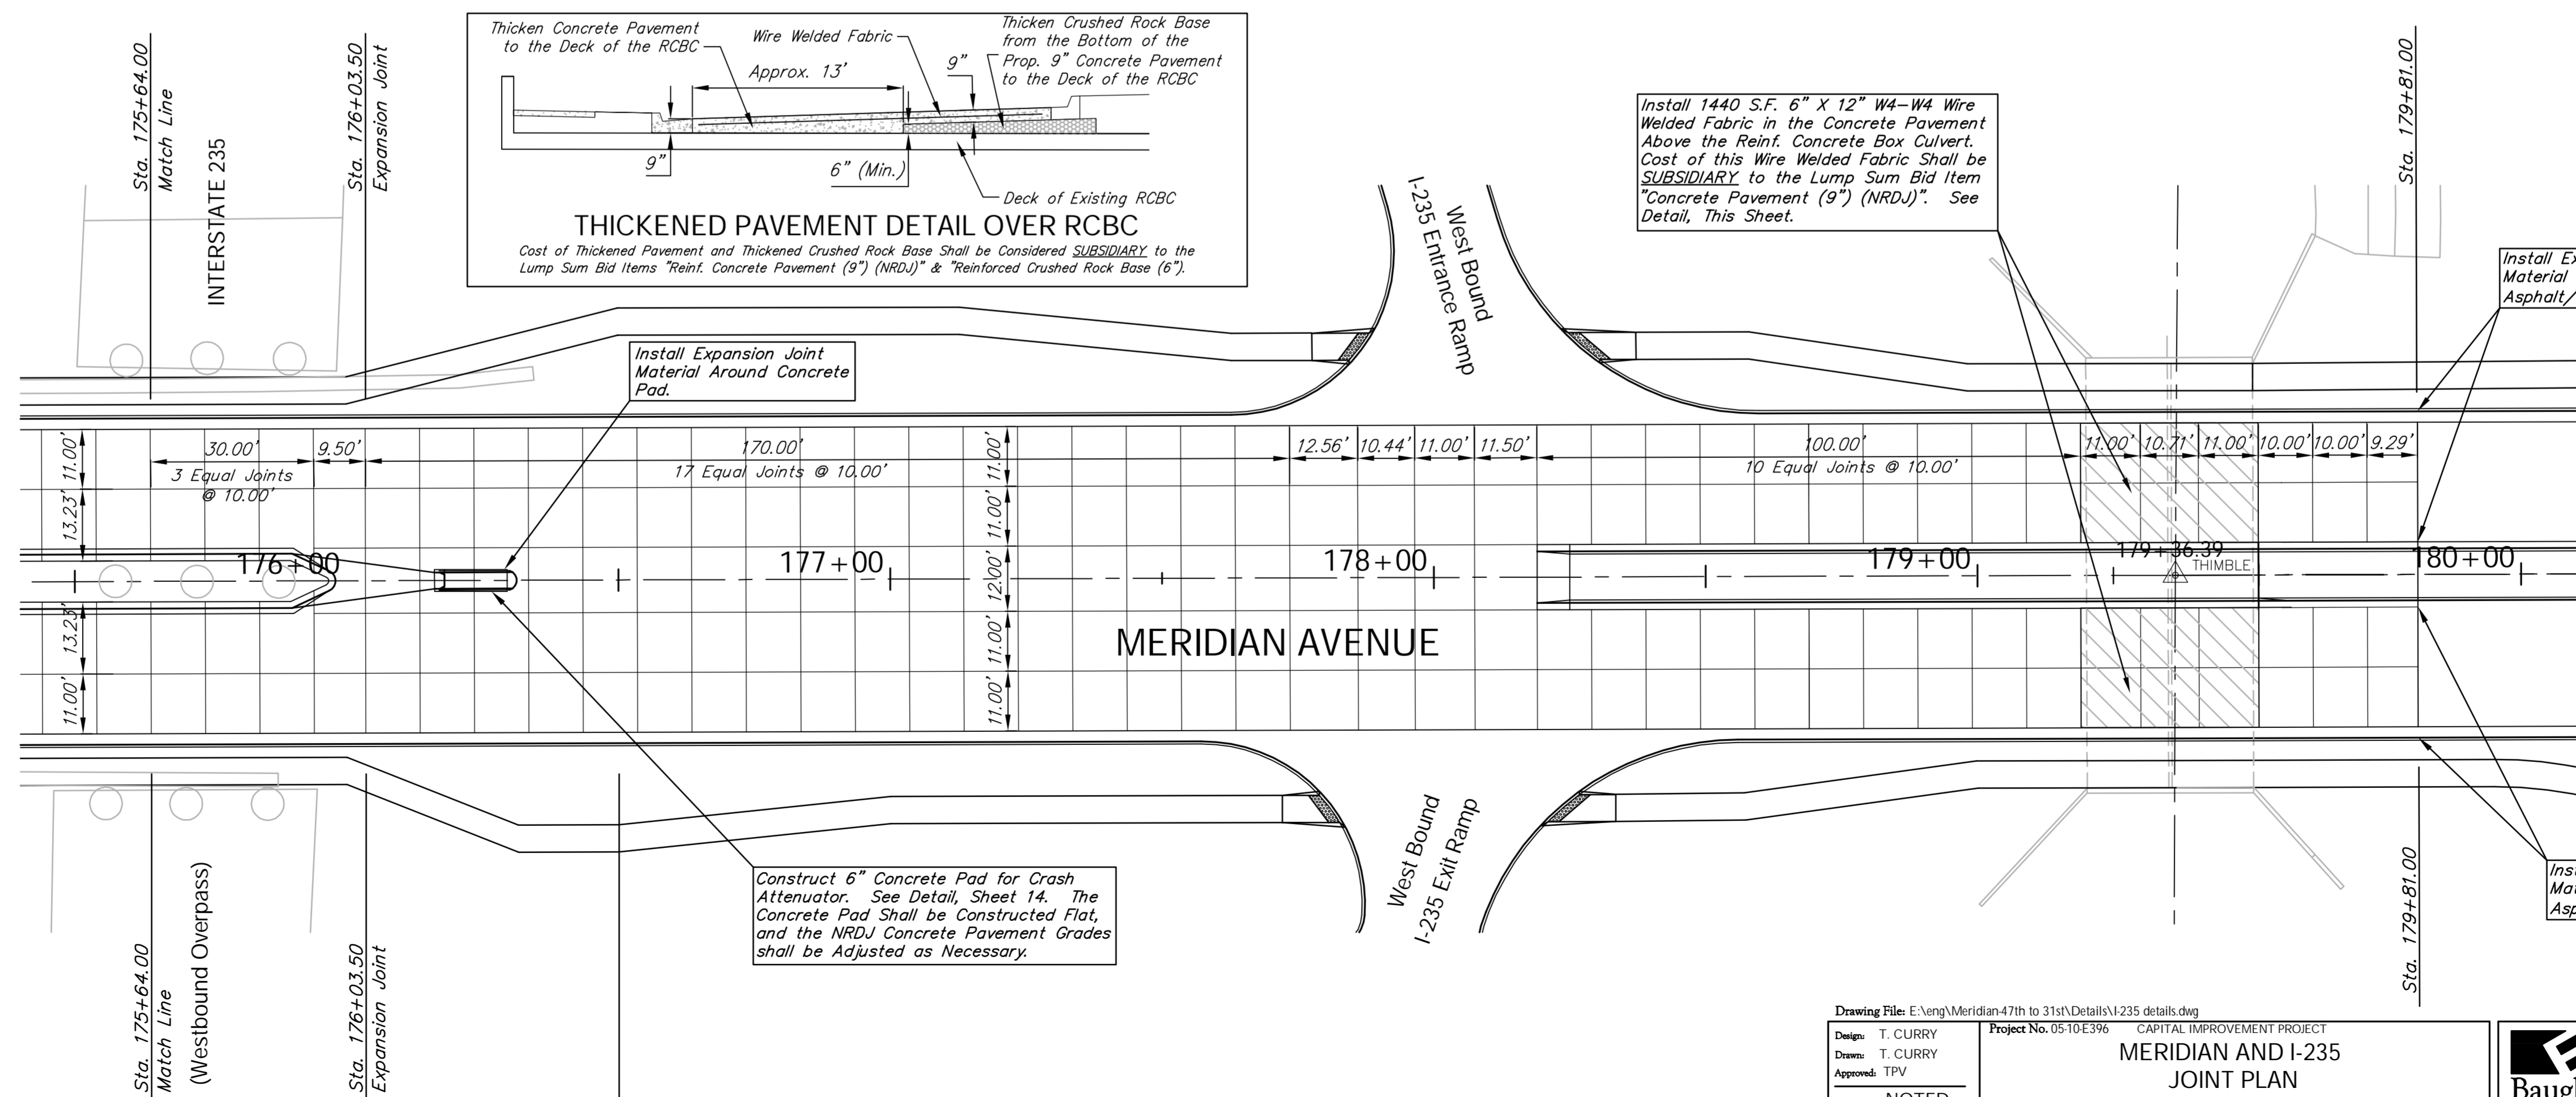 Sta. 175+64.00
Match Line
INTERSTATE 235
Sta. 176+03.50
Expansion Joint
Thicken Concrete Pavement
to the Deck of the RCBC
Wire Welded Fabric
Thicken Crushed Rock Base
from the Bottom of the
Prop. 9" Concrete Pavement
to the Deck of the RCBC
Approx. 13'
9"
9"
6" (Min.)
Deck of Existing RCBC
THICKENED PAVEMENT DETAIL OVER RCBC
Cost of Thickened Pavement and Thickened Crushed Rock Base Shall be Considered SUBSIDIARY to the
Lump Sum Bid Items "Reinf. Concrete Pavement (9") (NRDJ)" & "Reinforced Crushed Rock Base (6").
West Bound
I-235 Entrance Ramp
Install 1440 S.F. 6" X 12" W4-W4 Wire
Welded Fabric in the Concrete Pavement
Above the Reinf. Concrete Box Culvert.
Cost of this Wire Welded Fabric Shall be
SUBSIDIARY to the Lump Sum Bid Item
"Concrete Pavement (9") (NRDJ)". See
Detail, This Sheet.
Sta. 179+81.00
Install Ex
Material
Asphalt/
Install Expansion Joint
Material Around Concrete
Pad.
11.00'
30.00'
3 Equal Joints
@ 10.00'
9.50'
170.00'
17 Equal Joints @ 10.00'
11.00'
12.56'
10.44'
11.00'
11.50'
100.00'
10 Equal Joints @ 10.00'
11.00'
10.71'
11.00'
10.00'
10.00'
9.29'
13.23'
11.00'
176+00
177+00
12.00'
178+00
179+00
179+36.39
THIMBLE
180+00
13.23'
11.00'
MERIDIAN AVENUE
11.00'
11.00'
West Bound
I-235 Exit Ramp
Construct 6" Concrete Pad for Crash
Attenuator. See Detail, Sheet 14. The
Concrete Pad Shall be Constructed Flat,
and the NRDJ Concrete Pavement Grades
shall be Adjusted as Necessary.
Inst
Mat
Asp
Sta. 175+64.00
Match Line
(Westbound Overpass)
Sta. 176+03.50
Expansion Joint
Sta. 179+81.00
Drawing File: E:\eng\Meridian-47th to 31st\Details\I-235 details.dwg
Design: T. CURRY
Drawn: T. CURRY
Approved: TPV
NOTED
Project No. 05-10-E396
CAPITAL IMPROVEMENT PROJECT
MERIDIAN AND I-235
JOINT PLAN
Baugh